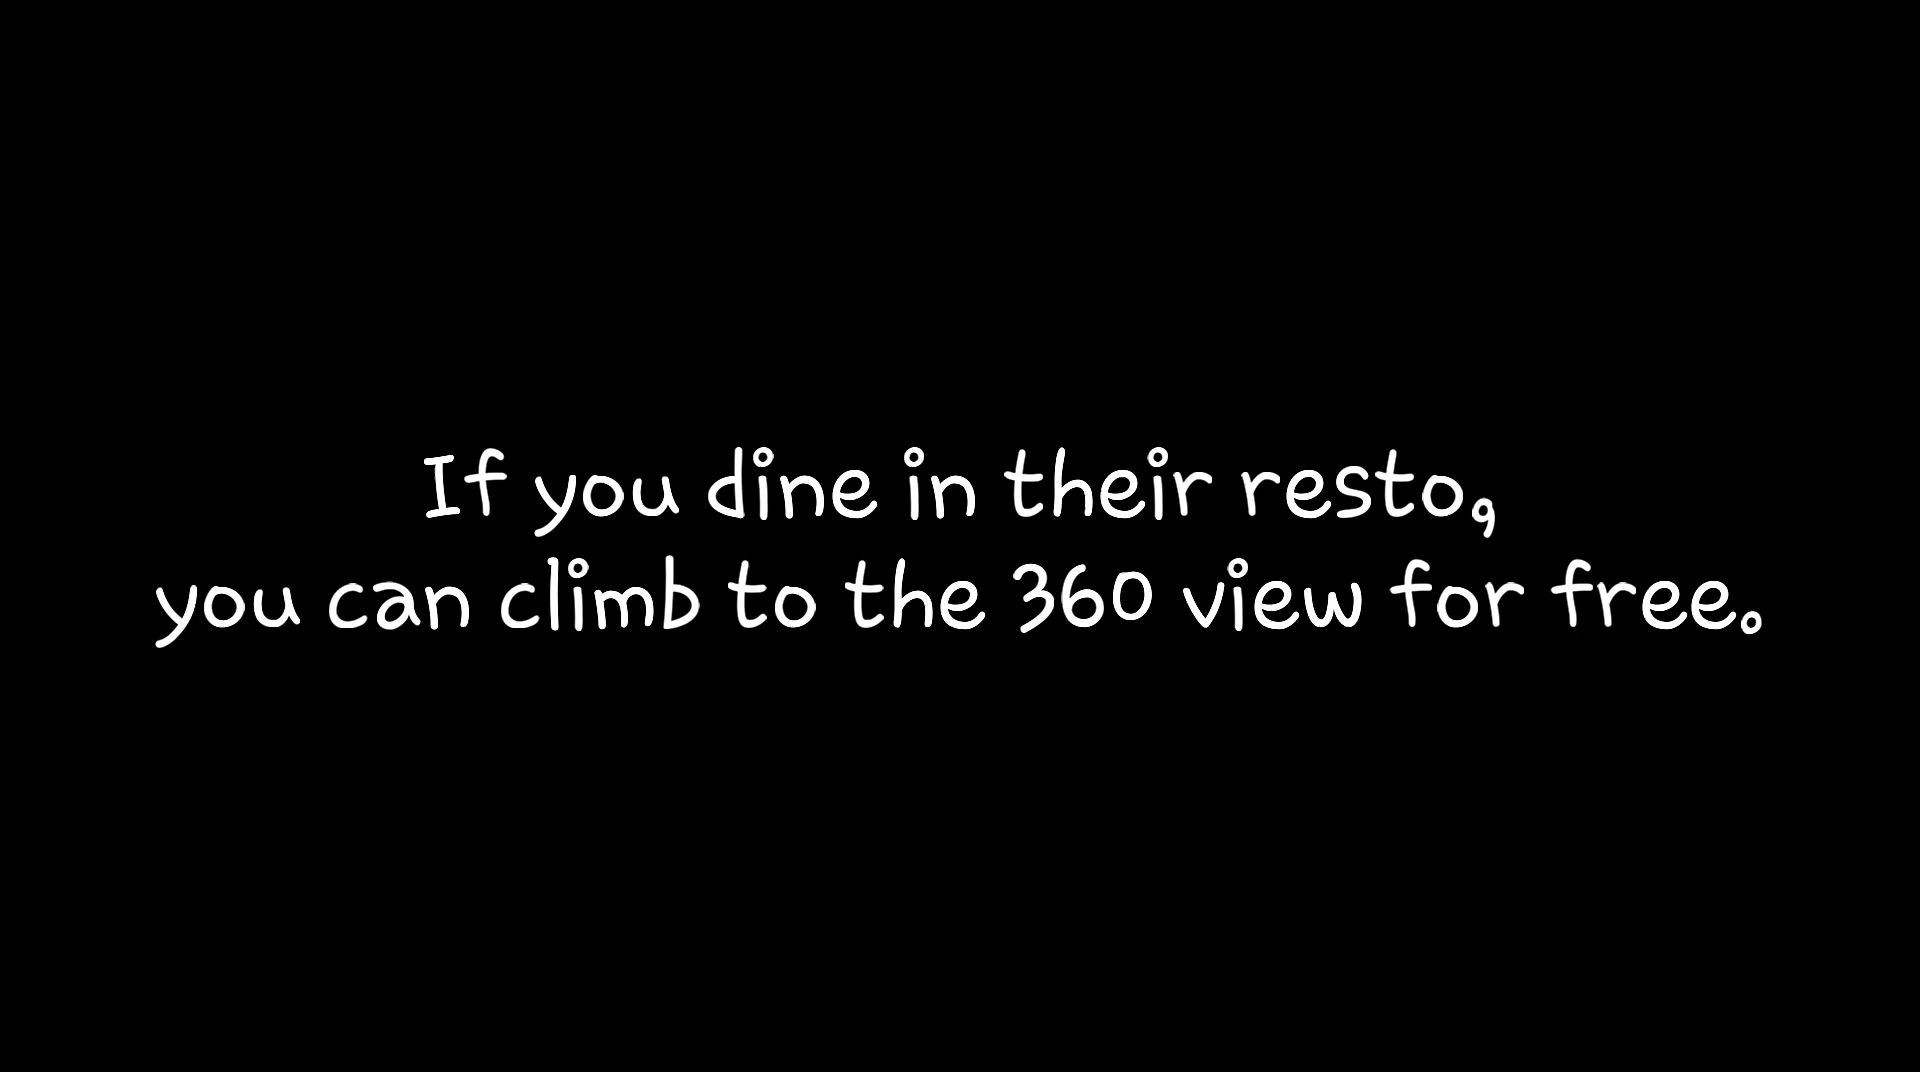 If you dine in their resto,
you can climb to the 360 view for free.